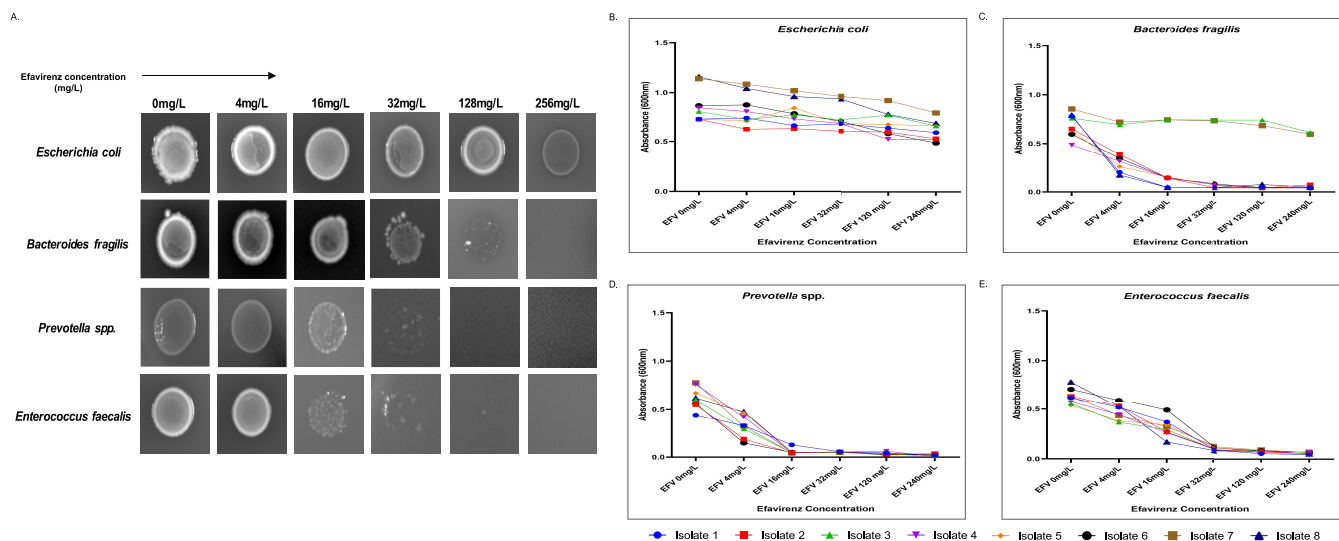 A.
Efavirenz concentration
(mg/L)
0mg/L 4mg/L 16mg/L 32mg/L 128mg/L 256mg/L
Escherichia coli
Bacteroides fragilis
Prevotella spp.
Enterococcus faecalis
B.
Escherichia coli
Absorbance (600nm)
1.5
1.0
0.5
0.0
EFV 0mg/L
EFV 4mg/L
EFV 16mg/L
EFV 32mg/L
EFV 120 mg/L
EFV 240mg/L
Efavirenz Concentration
C.
Bacteroides fragilis
Absorbance (600nm)
1.5
1.0
0.5
0.0
EFV 0mg/L
EFV 4mg/L
EFV 16mg/L
EFV 32mg/L
EFV 120 mg/L
EFV 240mg/L
Efavirenz Concentration
D.
Prevotella spp.
Absorbance (600nm)
1.5
1.0
0.5
0.0
EFV 0mg/L
EFV 4mg/L
EFV 16mg/L
EFV 32mg/L
EFV 120 mg/L
EFV 240mg/L
Efavirenz Concentration
E.
Enterococcus faecalis
Absorbance (600nm)
1.5
1.0
0.5
0.0
EFV 0mg/L
EFV 4mg/L
EFV 16mg/L
EFV 32mg/L
EFV 120 mg/L
EFV 240mg/L
Efavirenz Concentration
Isolate 1 Isolate 2 Isolate 3 Isolate 4 Isolate 5 Isolate 6 Isolate 7 Isolate 8